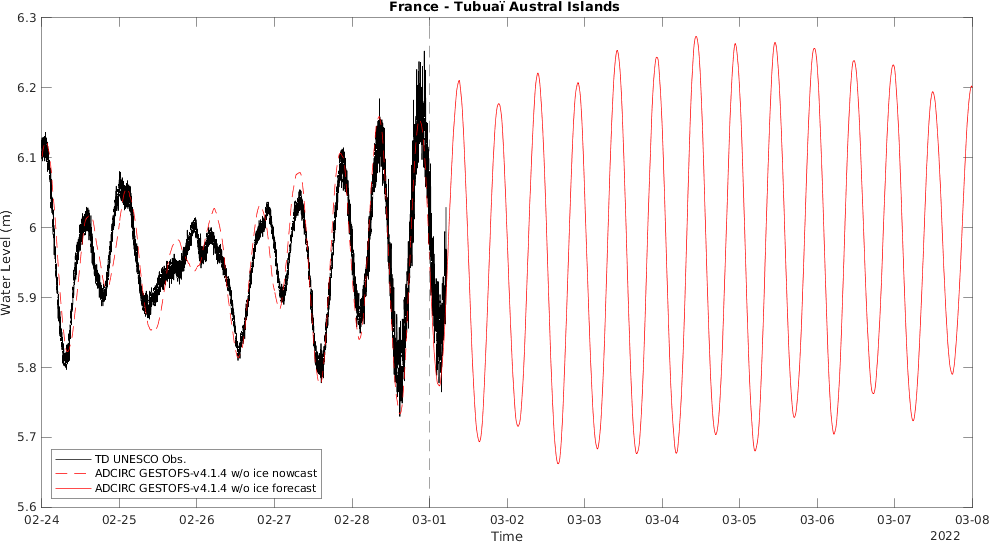 France - Tubuaï Austral Islands
6.3
6.2
6.1
6
5.9
5.8
5.7
5.6
Water Level (m)
TD UNESCO Obs.
ADCIRC GESTOFS-v4.1.4 w/o ice nowcast
ADCIRC GESTOFS-v4.1.4 w/o ice forecast
02-24 02-25 02-26 02-27 02-28 03-01 03-02 03-03 03-04 03-05 03-06 03-07 03-08
Time
2022